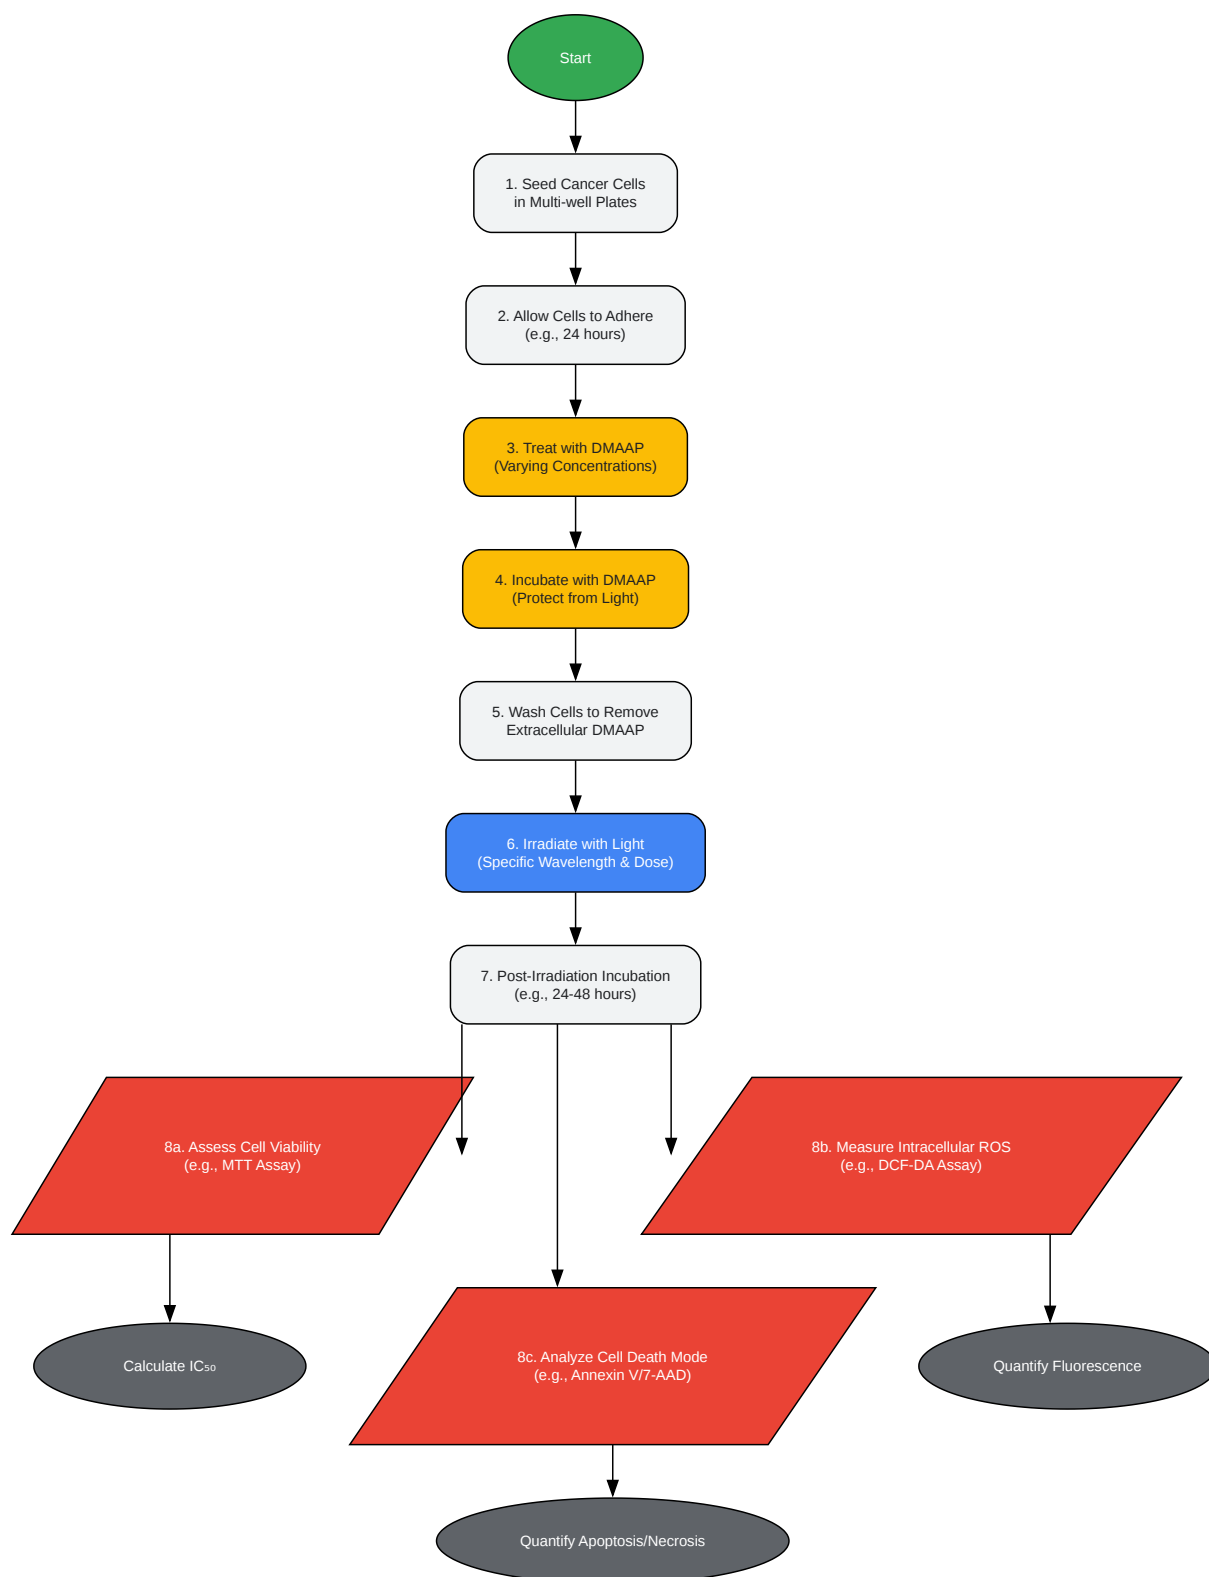 Start
1. Seed Cancer Cells
in Multi-well Plates
2. Allow Cells to Adhere
(e.g., 24 hours)
3. Treat with DMAAP
(Varying Concentrations)
4. Incubate with DMAAP
(Protect from Light)
5. Wash Cells to Remove
Extracellular DMAAP
6. Irradiate with Light
(Specific Wavelength & Dose)
7. Post-Irradiation Incubation
(e.g., 24-48 hours)
8a. Assess Cell Viability
(e.g., MTT Assay)
8b. Measure Intracellular ROS
(e.g., DCF-DA Assay)
8c. Analyze Cell Death Mode
(e.g., Annexin V/7-AAD)
Calculate IC₅₀
Quantify Fluorescence
Quantify Apoptosis/Necrosis